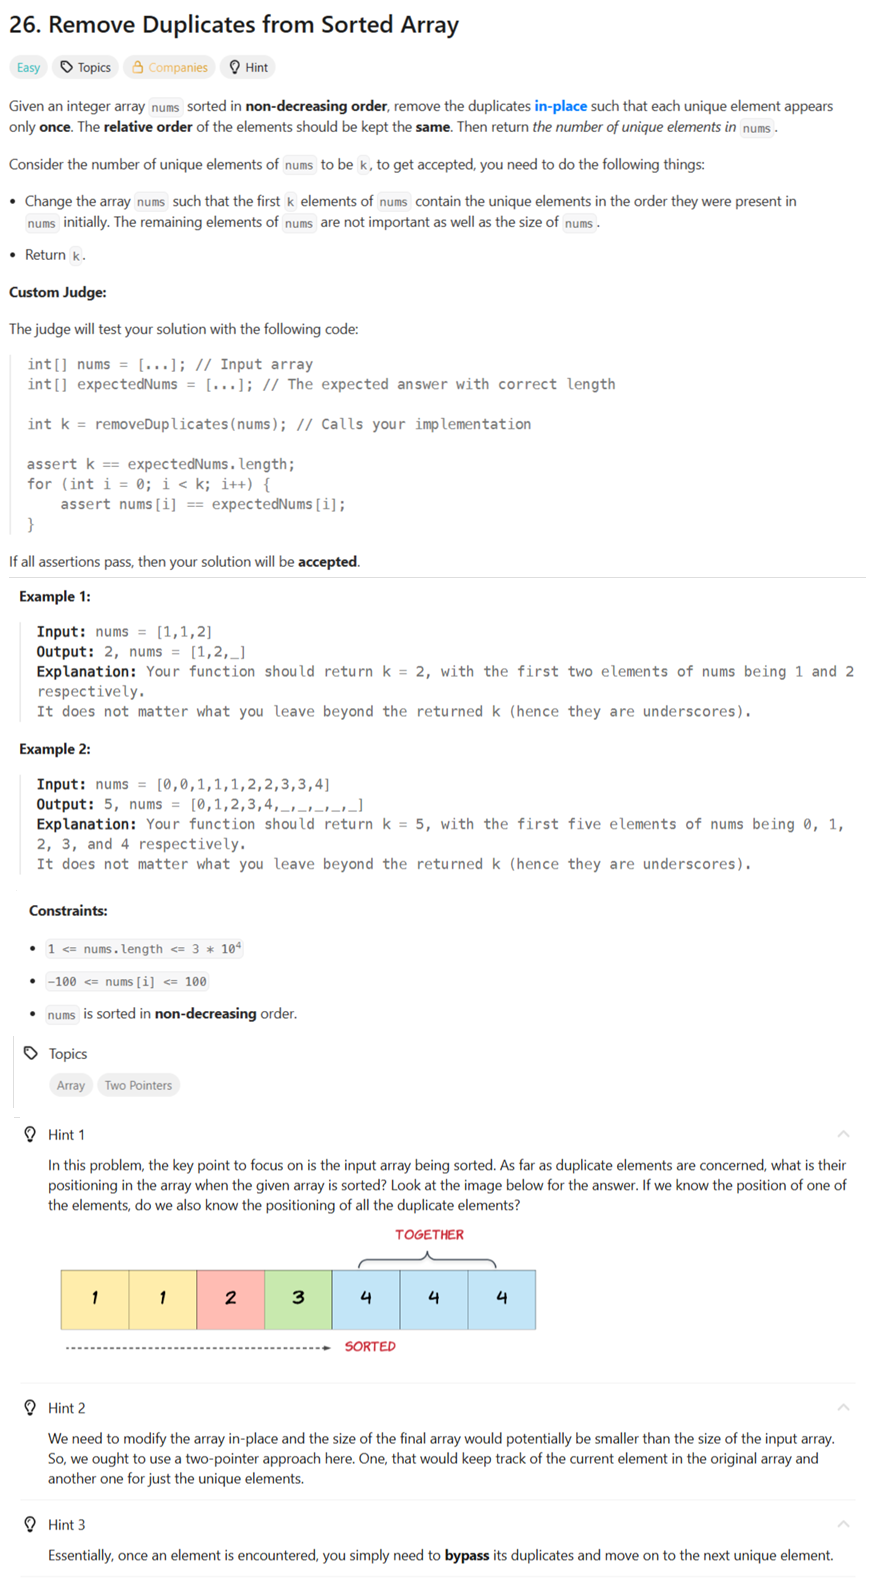 26. Remove Duplicates from Sorted Array
Easy Topics Companies Hint
Given an integer array nums sorted in non-decreasing order, remove the duplicates in-place such that each unique element appears
only once. The relative order of the elements should be kept the same. Then return the number of unique elements in nums.
Consider the number of unique elements of nums to be k, to get accepted, you need to do the following things:
• Change the array nums such that the first k elements of nums contain the unique elements in the order they were present in
nums initially. The remaining elements of nums are not important as well as the size of nums.
• Return k.
Custom Judge:
The judge will test your solution with the following code:
int[] nums = [...]; // Input array
int[] expectedNums = [...]; // The expected answer with correct length
int k = removeDuplicates(nums); // Calls your implementation
assert k == expectedNums.length;
for (int i = 0; i < k; i++) {
    assert nums[i] == expectedNums[i];
}
If all assertions pass, then your solution will be accepted.
Example 1:
Input: nums = [1,1,2]
Output: 2, nums = [1,2,_]
Explanation: Your function should return k = 2, with the first two elements of nums being 1 and 2
respectively.
It does not matter what you leave beyond the returned k (hence they are underscores).
Example 2:
Input: nums = [0,0,1,1,1,2,2,3,3,4]
Output: 5, nums = [0,1,2,3,4,_,_,_,_,_]
Explanation: Your function should return k = 5, with the first five elements of nums being 0, 1,
2, 3, and 4 respectively.
It does not matter what you leave beyond the returned k (hence they are underscores).
Constraints:
• 1 <= nums.length <= 3 * 10⁴
• -100 <= nums[i] <= 100
• nums is sorted in non-decreasing order.
Topics
Array Two Pointers
Hint 1
In this problem, the key point to focus on is the input array being sorted. As far as duplicate elements are concerned, what is their
positioning in the array when the given array is sorted? Look at the image below for the answer. If we know the position of one of
the elements, do we also know the positioning of all the duplicate elements?
TOGETHER
1 1 2 3 4 4 4
SORTED
Hint 2
We need to modify the array in-place and the size of the final array would potentially be smaller than the size of the input array.
So, we ought to use a two-pointer approach here. One, that would keep track of the current element in the original array and
another one for just the unique elements.
Hint 3
Essentially, once an element is encountered, you simply need to bypass its duplicates and move on to the next unique element.